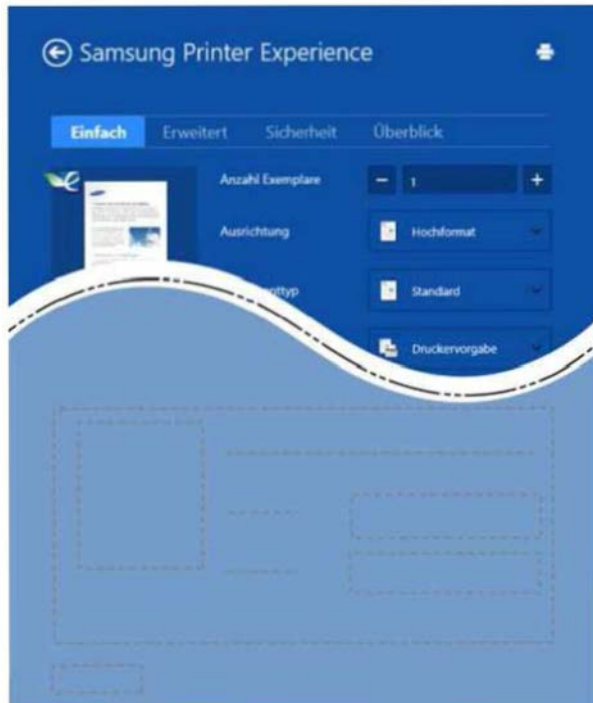 Samsung Printer Experience
Einfach Erweitert Sicherheit Überblick
Anzahl Exemplare 1
Ausrichtung Hochformat
Standard
Druckervorgabe